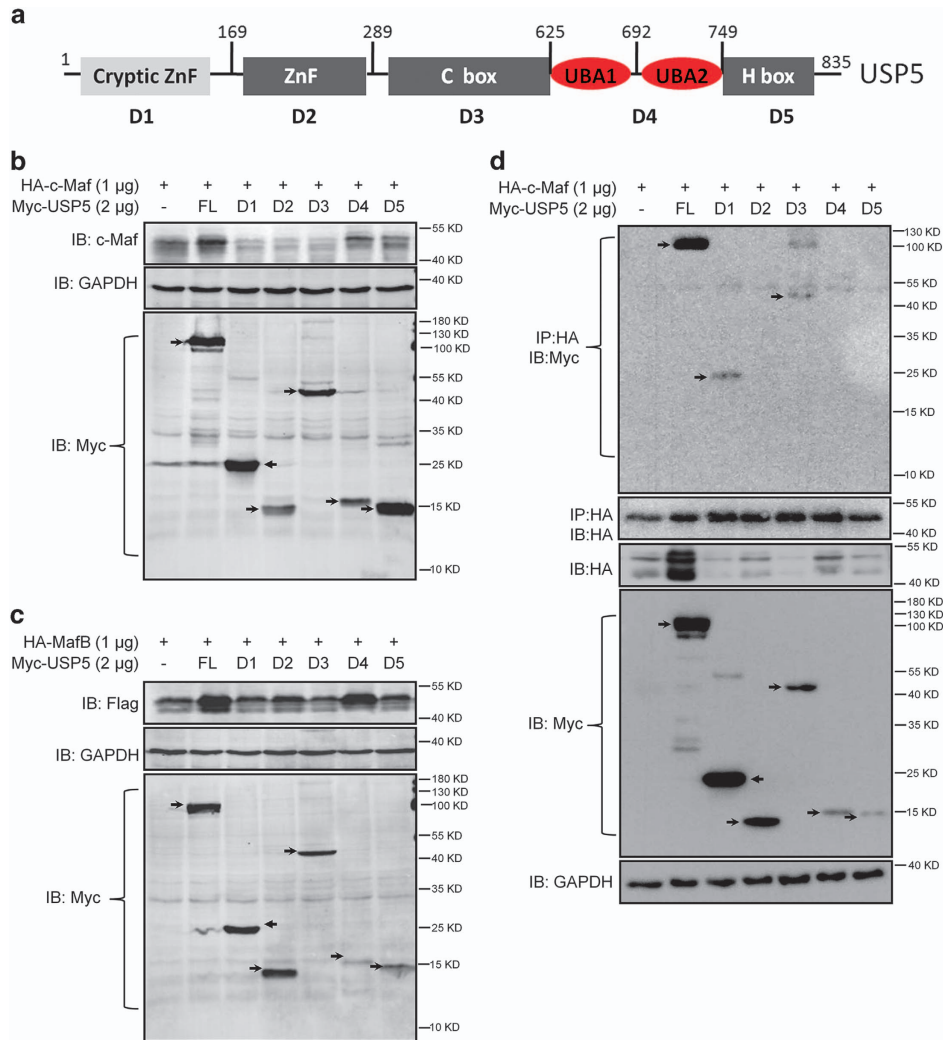 a
169 289 625 692 749
1 Cryptic ZnF ZnF C box UBA1 UBA2 H box 835 USP5
D1 D2 D3 D4 D5
b
HA-c-Maf (1 µg) + + + + + + +
Myc-USP5 (2 µg) - FL D1 D2 D3 D4 D5
IB: c-Maf
55 KD
40 KD
IB: GAPDH
40 KD
IB: Myc
180 KD
130 KD
100 KD
55 KD
40 KD
35 KD
25 KD
15 KD
10 KD
c
HA-MafB (1 µg) + + + + + + +
Myc-USP5 (2 µg) - FL D1 D2 D3 D4 D5
IB: Flag
55 KD
40 KD
IB: GAPDH
40 KD
IB: Myc
180 KD
130 KD
100 KD
55 KD
40 KD
35 KD
25 KD
15 KD
10 KD
d
HA-c-Maf (1 µg) + + + + + + +
Myc-USP5 (2 µg) - FL D1 D2 D3 D4 D5
IP:HA
IB:Myc
130 KD
100 KD
55 KD
40 KD
35 KD
25 KD
15 KD
10 KD
IP:HA
IB:HA
55 KD
40 KD
IB:HA
55 KD
40 KD
IB: Myc
180 KD
130 KD
100 KD
55 KD
40 KD
35 KD
25 KD
15 KD
IB: GAPDH
40 KD